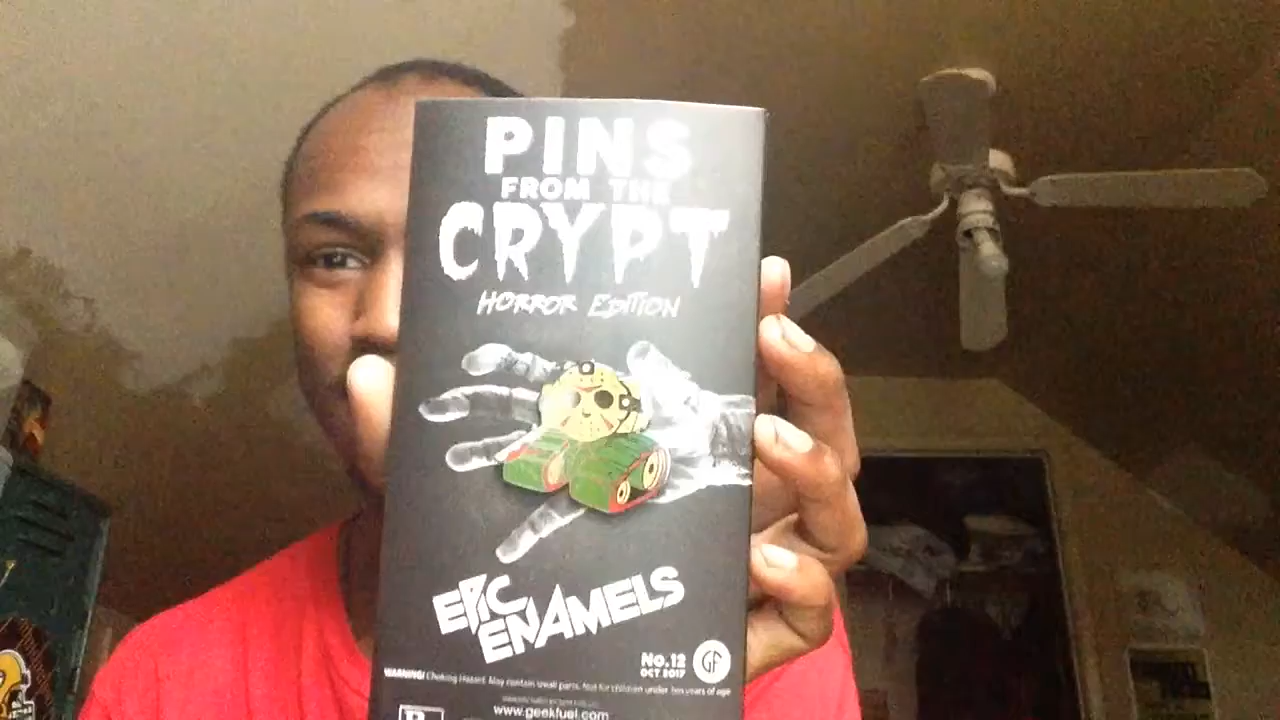 PINS
FROM THE
CRYPT
HORROR EDITION
EPIC
ENAMELS
No.12
OCT 2017
GF
WARNING! Choking Hazard. May contain small parts. Not for children under ten years of age
www.geekfuel.com